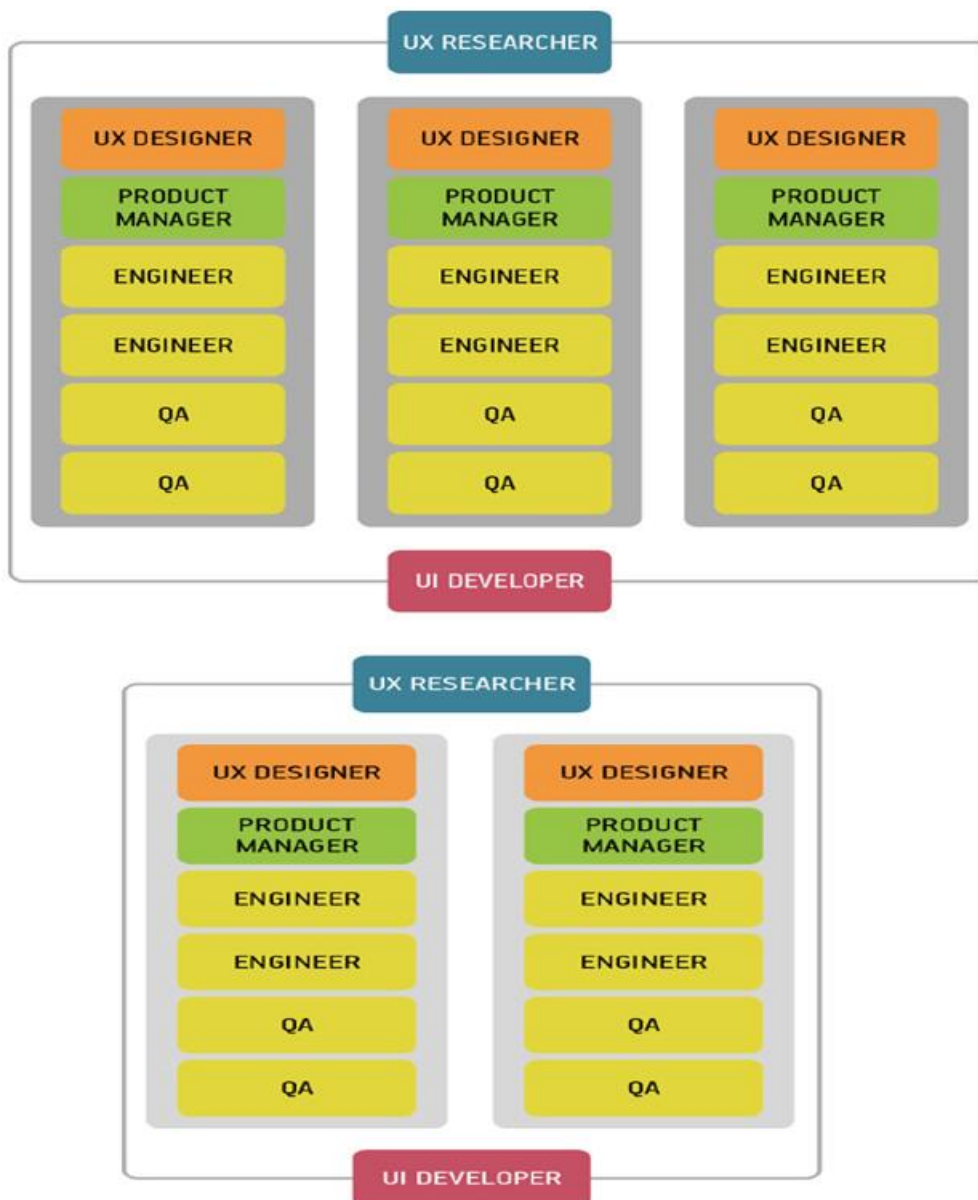 UX RESEARCHER
UX DESIGNER
PRODUCT
MANAGER
ENGINEER
ENGINEER
QA
QA
UX DESIGNER
PRODUCT
MANAGER
ENGINEER
ENGINEER
QA
QA
UX DESIGNER
PRODUCT
MANAGER
ENGINEER
ENGINEER
QA
QA
UI DEVELOPER
UX RESEARCHER
UX DESIGNER
PRODUCT
MANAGER
ENGINEER
ENGINEER
QA
QA
UX DESIGNER
PRODUCT
MANAGER
ENGINEER
ENGINEER
QA
QA
UI DEVELOPER